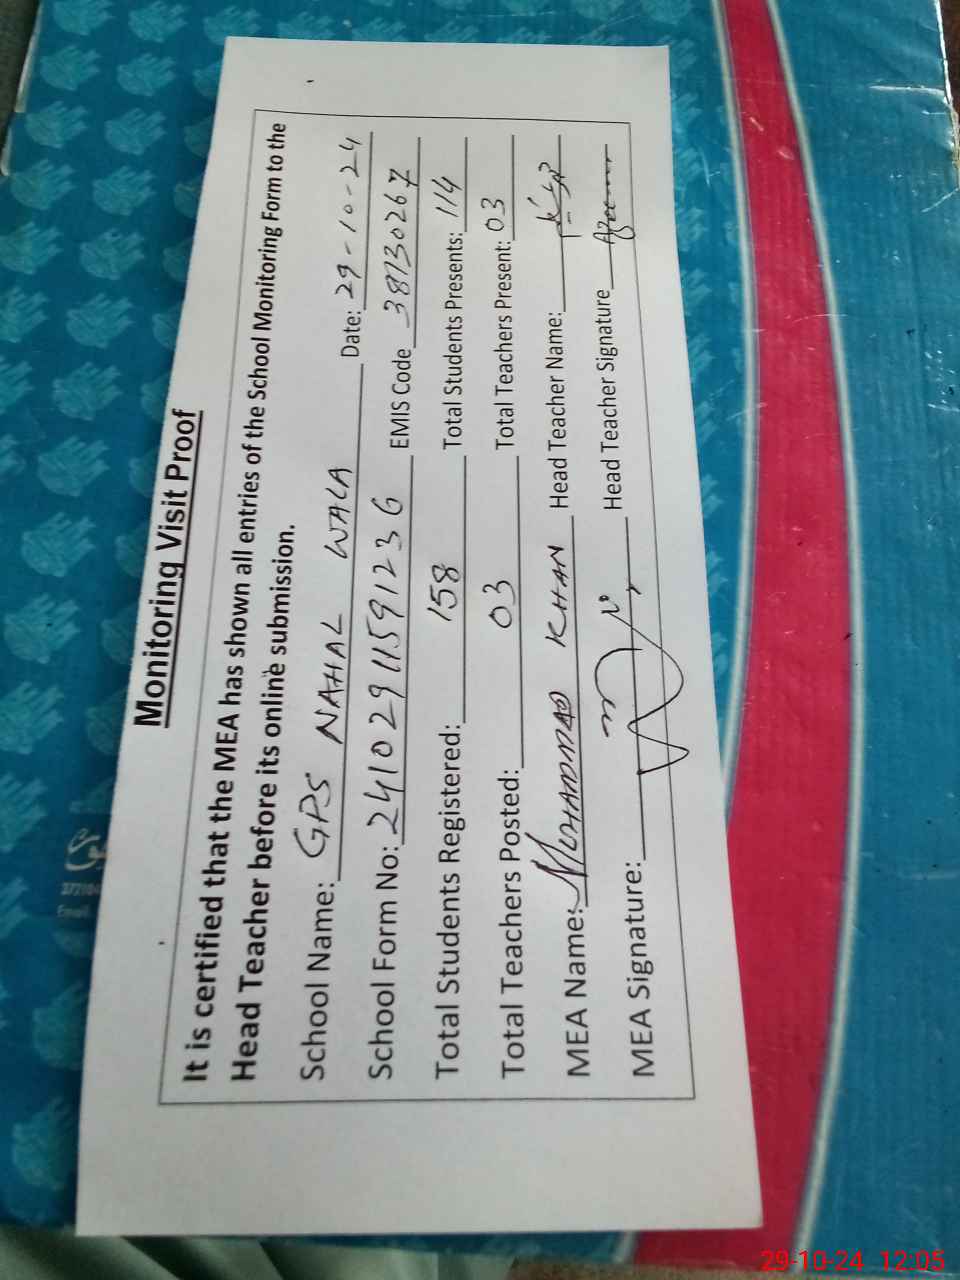 Monitoring Visit Proof
It is certified that the MEA has shown all entries of the School Monitoring Form to the
Head Teacher before its online submission.
School Name: GPS NAHAL WALA Date: 29-10-24
School Form No: 2410291159123 6 EMIS Code 38130267
Total Students Registered: 158 Total Students Presents: 114
Total Teachers Posted: 03 Total Teachers Present: 03
MEA Name: MUHAMMAD KHAN Head Teacher Name:
MEA Signature: Head Teacher Signature
Email
29-10-24 12:05